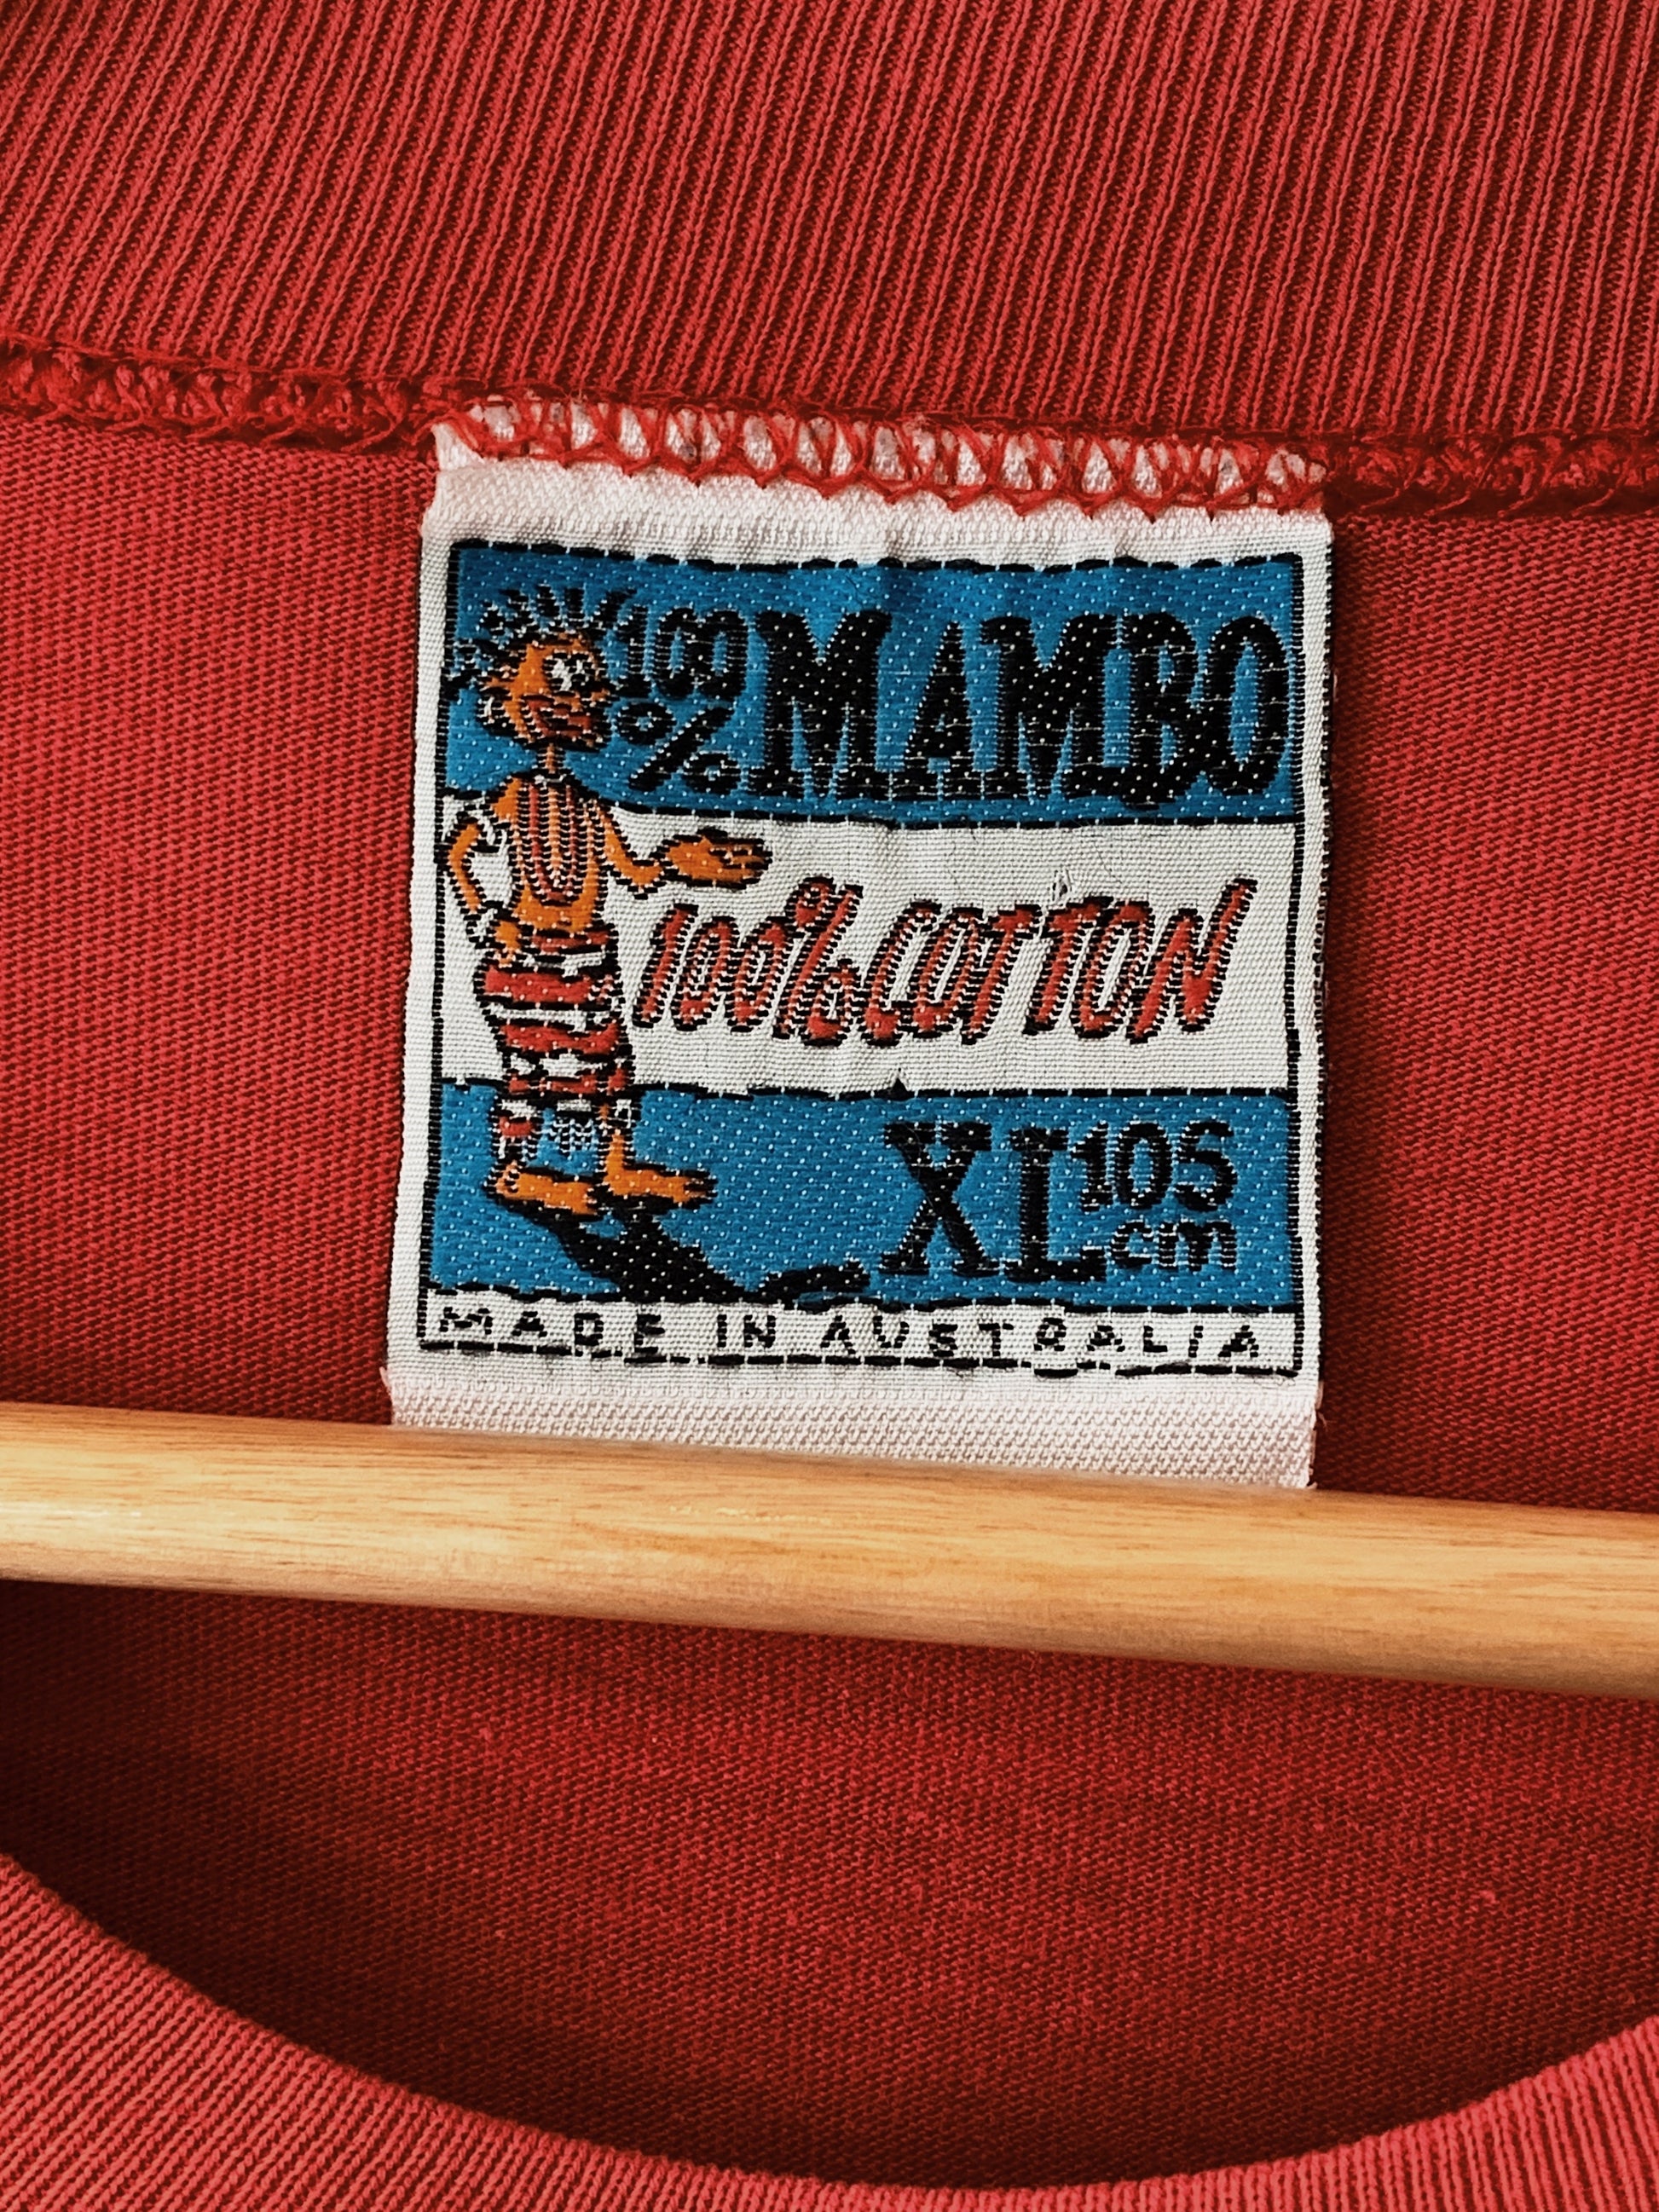 100% MAMBO
100% COTTON
XL 105 cm
MADE IN AUSTRALIA